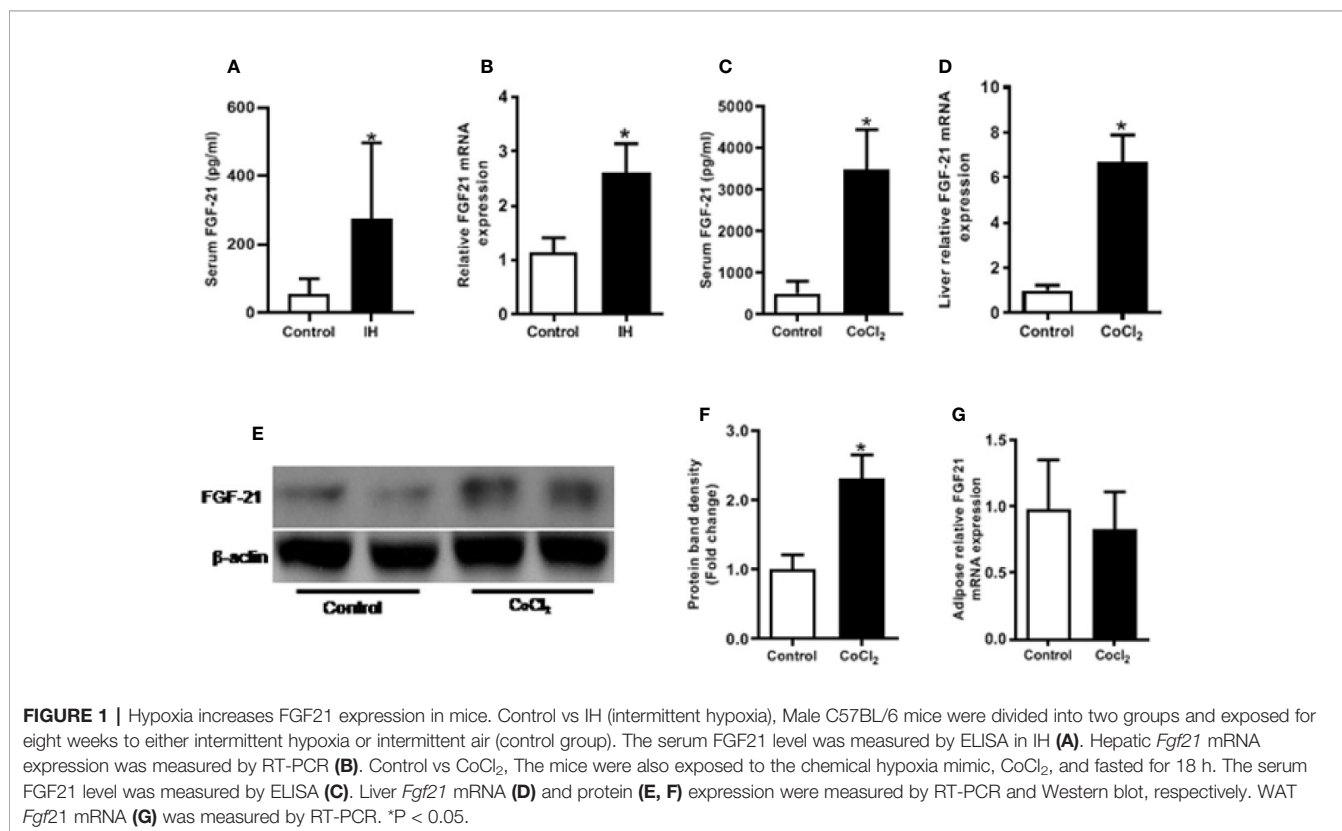 A
Serum FGF-21 (pg/ml)
600
400
200
0
*
Control
IH
B
Relative FGF21 mRNA
expression
4
3
2
1
0
*
Control
IH
C
Serum FGF-21 (pg/ml)
5000
4000
3000
2000
1000
0
*
Control
CoCl₂
D
Liver relative FGF-21 mRNA
expression
10
8
6
4
2
0
*
Control
CoCl₂
E
FGF-21
β-actin
Control
CoCl₂
F
Protein band density
(Fold change)
3.0
2.0
1.0
0.0
*
Control
CoCl₂
G
Adipose relative FGF21
mRNA expression
1.5
1.0
0.5
0.0
Control
Cocl₂
FIGURE 1 | Hypoxia increases FGF21 expression in mice. Control vs IH (intermittent hypoxia), Male C57BL/6 mice were divided into two groups and exposed for
eight weeks to either intermittent hypoxia or intermittent air (control group). The serum FGF21 level was measured by ELISA in IH (A). Hepatic Fgf21 mRNA
expression was measured by RT-PCR (B). Control vs CoCl₂, The mice were also exposed to the chemical hypoxia mimic, CoCl₂, and fasted for 18 h. The serum
FGF21 level was measured by ELISA (C). Liver Fgf21 mRNA (D) and protein (E, F) expression were measured by RT-PCR and Western blot, respectively. WAT
Fgf21 mRNA (G) was measured by RT-PCR. *P < 0.05.